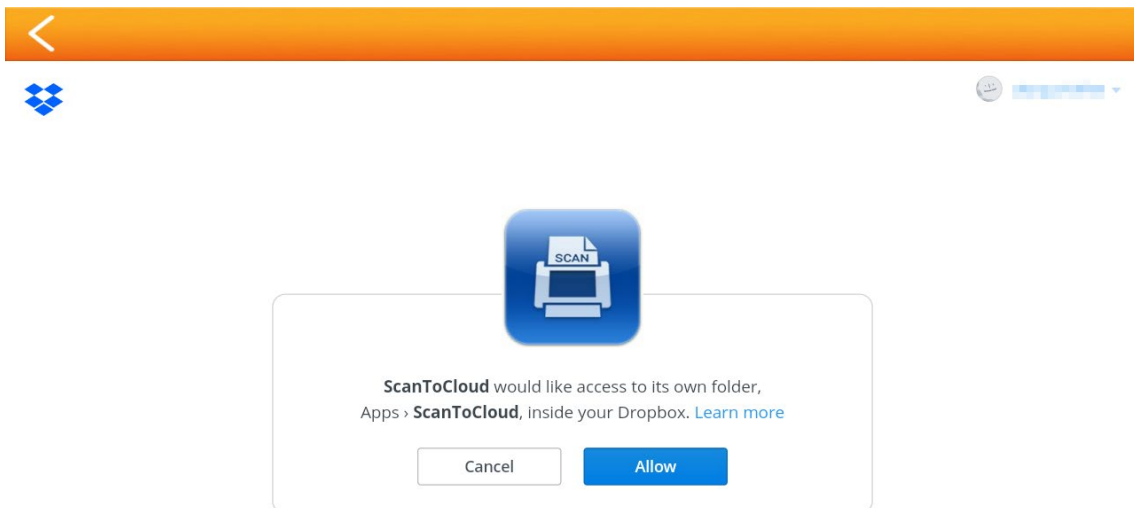 SCAN
ScanToCloud would like access to its own folder,
Apps › ScanToCloud, inside your Dropbox. Learn more
Cancel
Allow